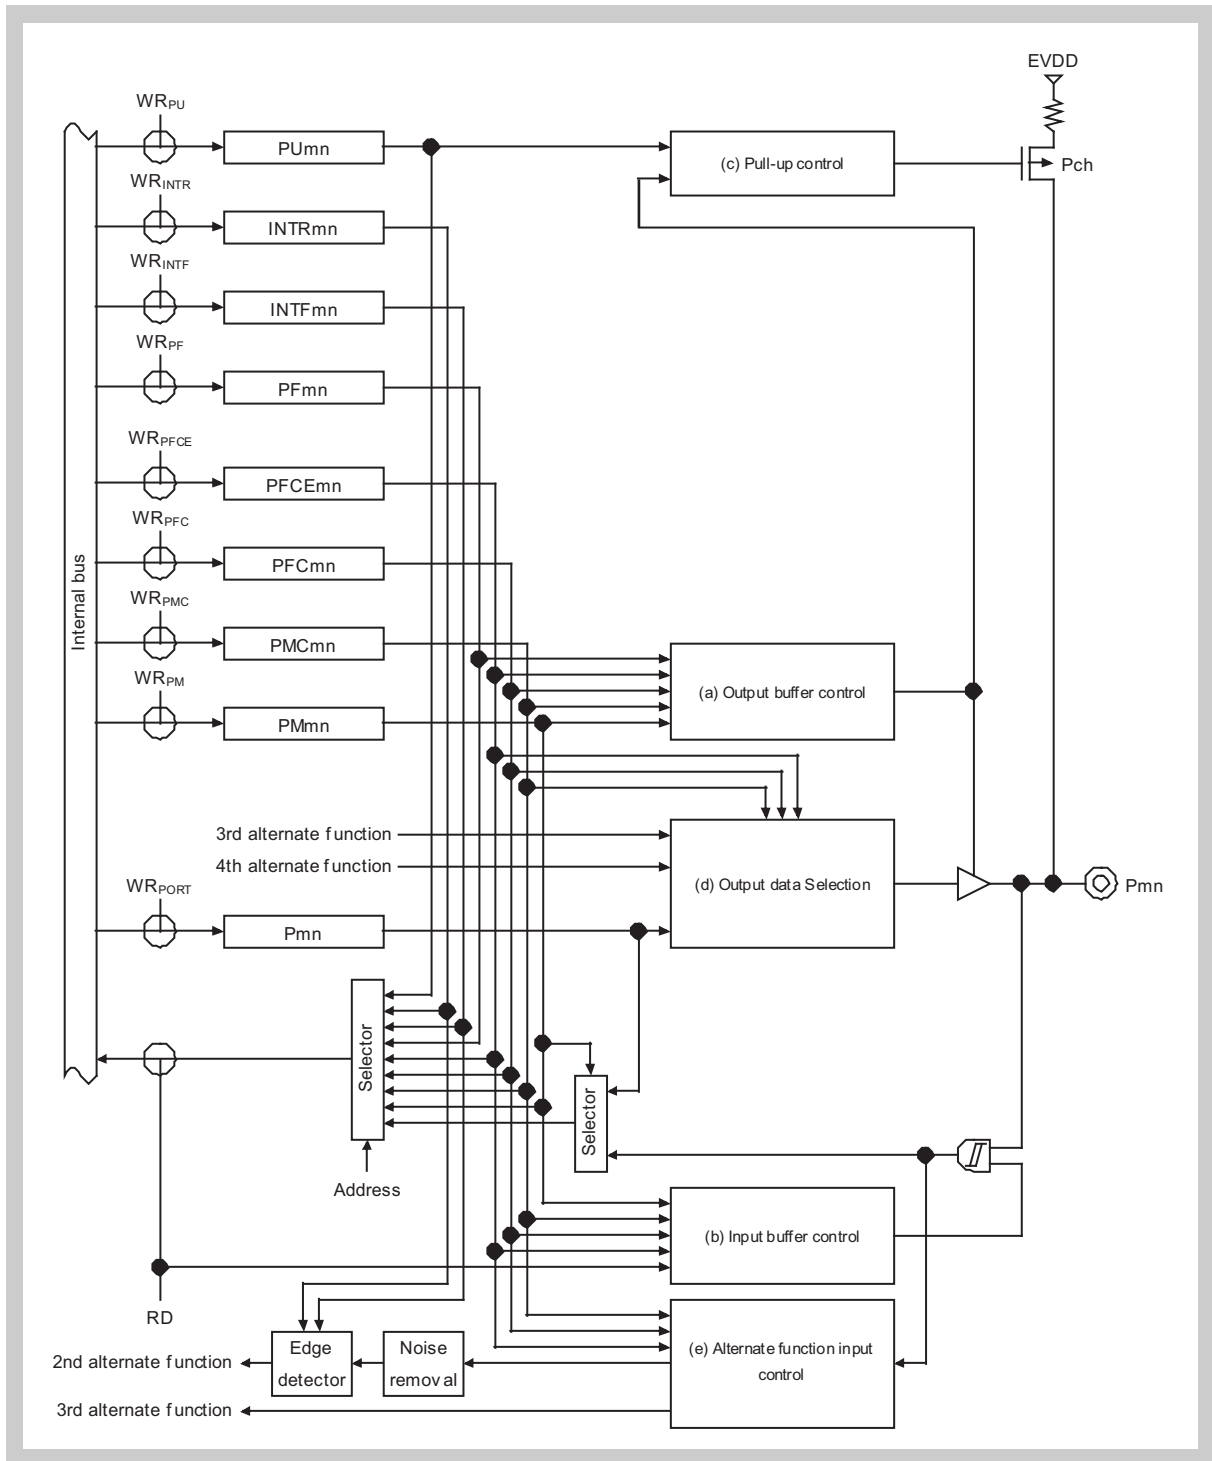 EVDD
WRPU
PUmn
(c) Pull-up control
Pch
WRINTR
INTRmn
WRINTF
INTFmn
WRPF
PFmn
WRPFCE
PFCEmn
WRPFC
PFCmn
Internal bus
WRPMC
PMCmn
(a) Output buffer control
WRPM
PMmn
3rd alternate function
4th alternate function
(d) Output data Selection
Pmn
WRPORT
Pmn
Selector
Selector
Address
(b) Input buffer control
RD
Edge
detector
Noise
removal
(e) Alternate function input
control
2nd alternate function
3rd alternate function